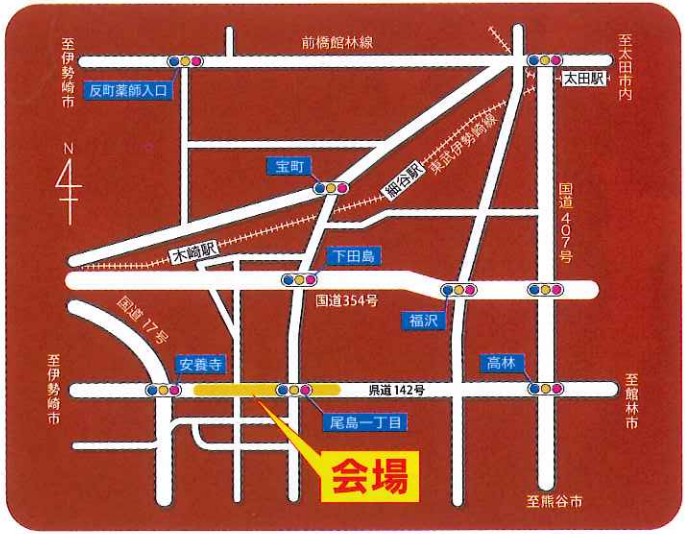 前橋館林線
至伊勢崎市
至太田市内
反町薬師入口
太田駅
N
宝町
細谷駅
東武伊勢崎線
国道407号
木崎駅
下田島
国道354号
福沢
国道17号
安養寺
高林
至伊勢崎市
県道142号
至館林市
尾島一丁目
会場
至熊谷市